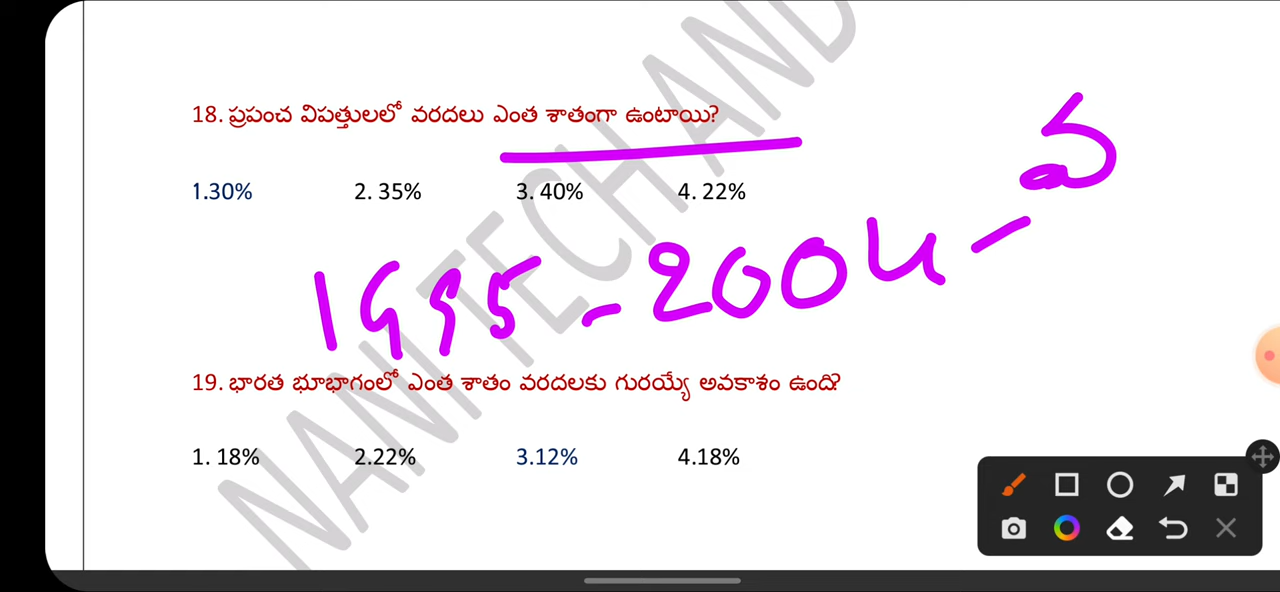 18. ప్రపంచ విపత్తులలో వరదలు ఎంత శాతంగా ఉంటాయి?
1.30% 2. 35% 3. 40% 4. 22%
1995 - 2004 - వ
19. భారత భూభాగంలో ఎంత శాతం వరదలకు గురయ్యే అవకాశం ఉంది?
1. 18% 2.22% 3.12% 4.18%
NANI TECH AND